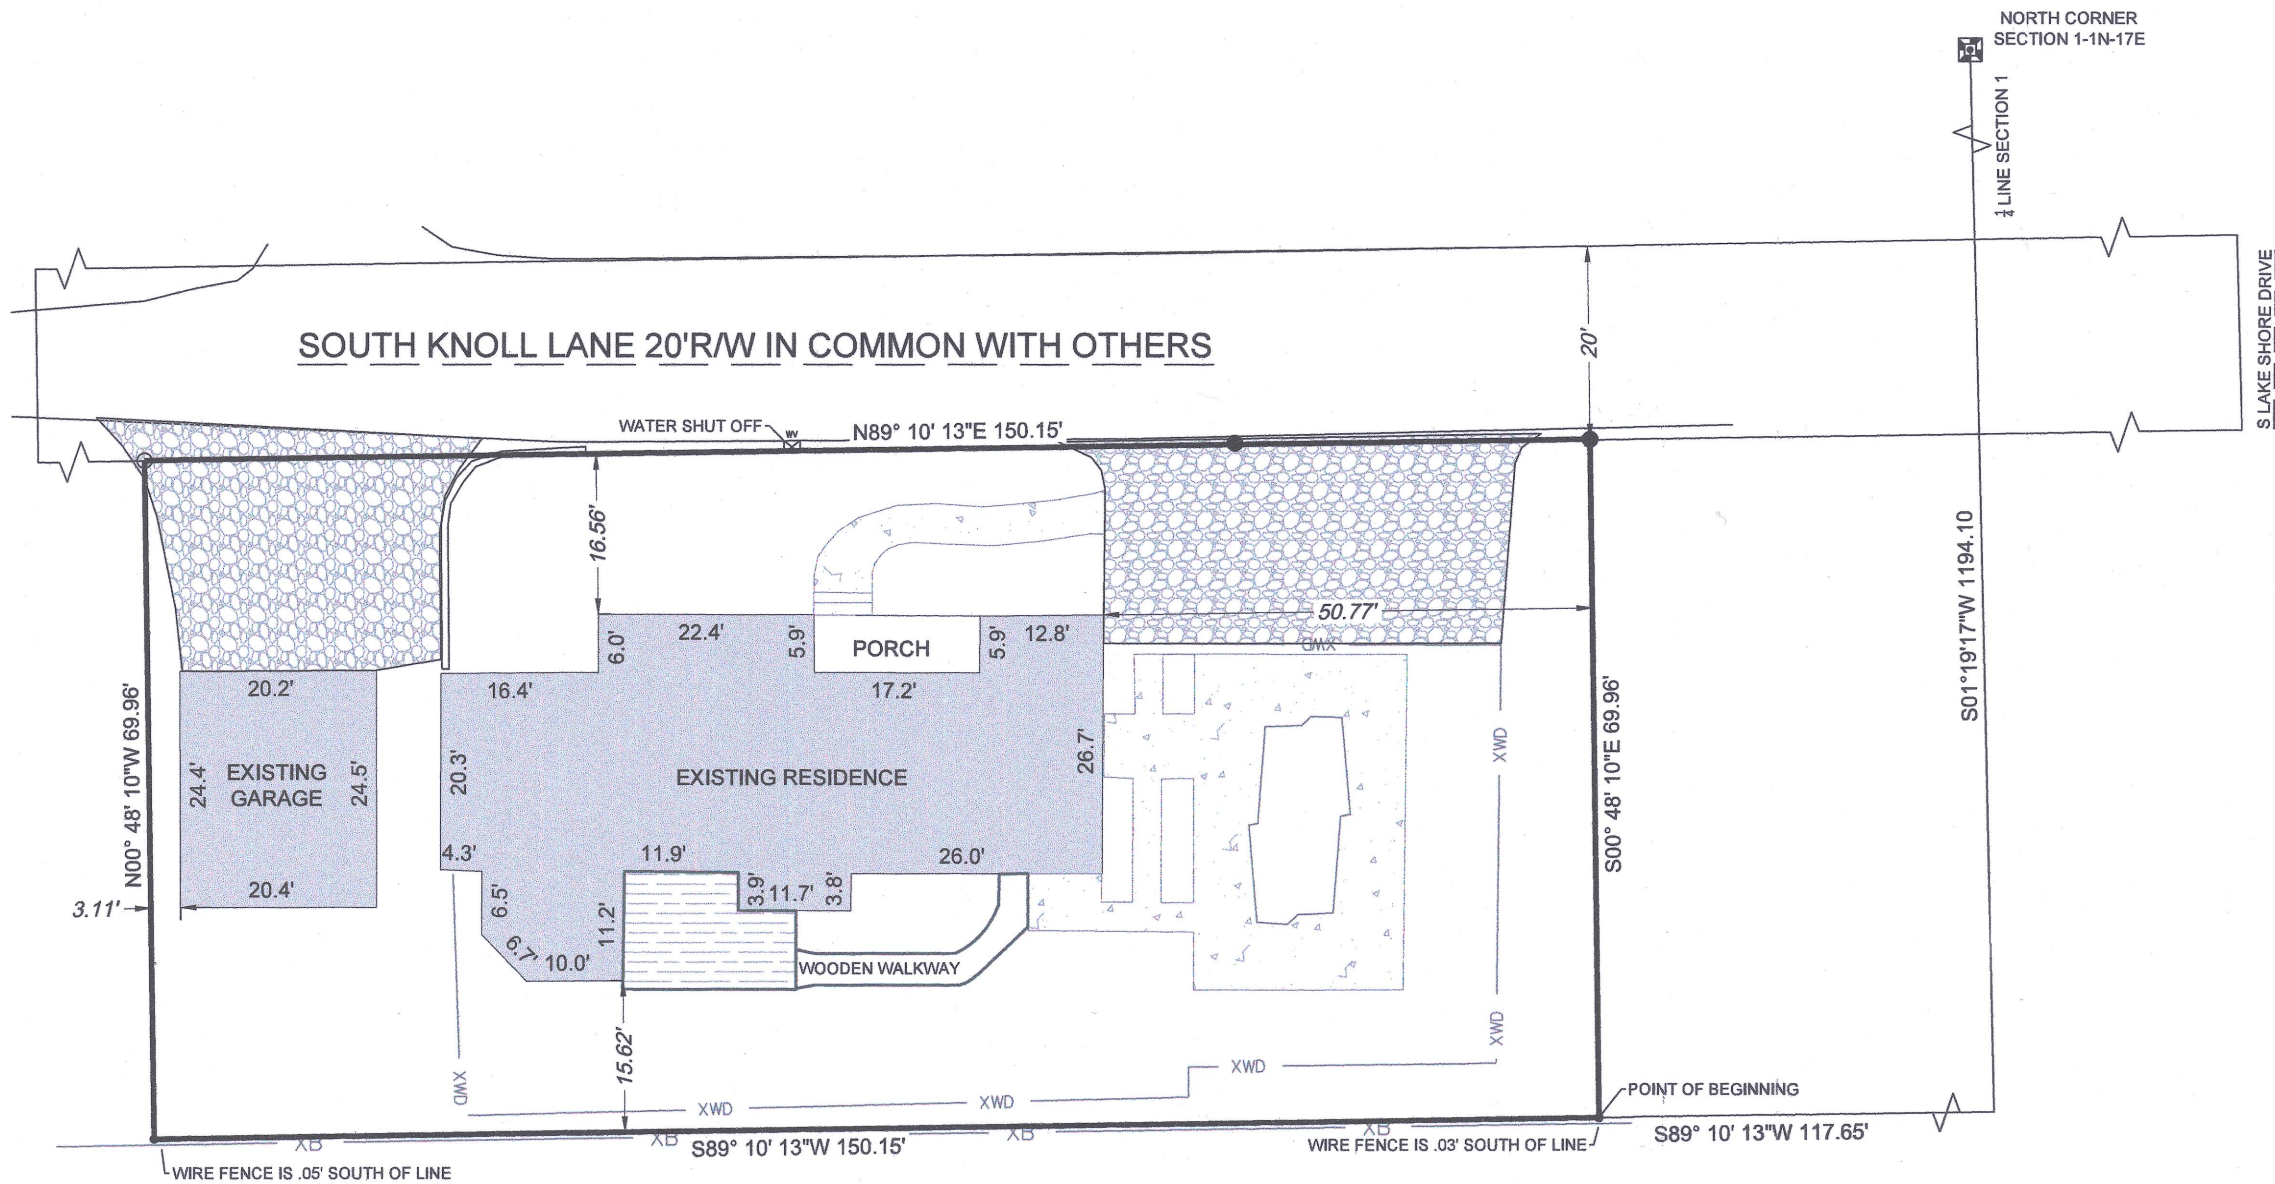 NORTH CORNER
SECTION 1-1N-17E
¼ LINE SECTION 1
S LAKE SHORE DRIVE
SOUTH KNOLL LANE 20'R/W IN COMMON WITH OTHERS
20'
WATER SHUT OFF
WV
N89° 10' 13"E 150.15'
16.56'
50.77'
S01°19'17"W 1194.10
22.4'
6.0'
5.9'
PORCH
5.9'
12.8'
XWD
20.2'
16.4'
17.2'
N00° 48' 10"W 69.96'
S00° 48' 10"E 69.96'
24.4'
EXISTING
GARAGE
24.5'
20.3'
EXISTING RESIDENCE
26.7'
XWD
4.3'
11.9'
26.0'
20.4'
3.11'
6.5'
3.9'
11.7'
3.8'
11.2'
6.7'
10.0'
WOODEN WALKWAY
15.62'
XWD
XWD
XWD
XWD
XWD
POINT OF BEGINNING
XB
XB
XB
XB
S89° 10' 13"W 150.15'
WIRE FENCE IS .03' SOUTH OF LINE
S89° 10' 13"W 117.65'
WIRE FENCE IS .05' SOUTH OF LINE